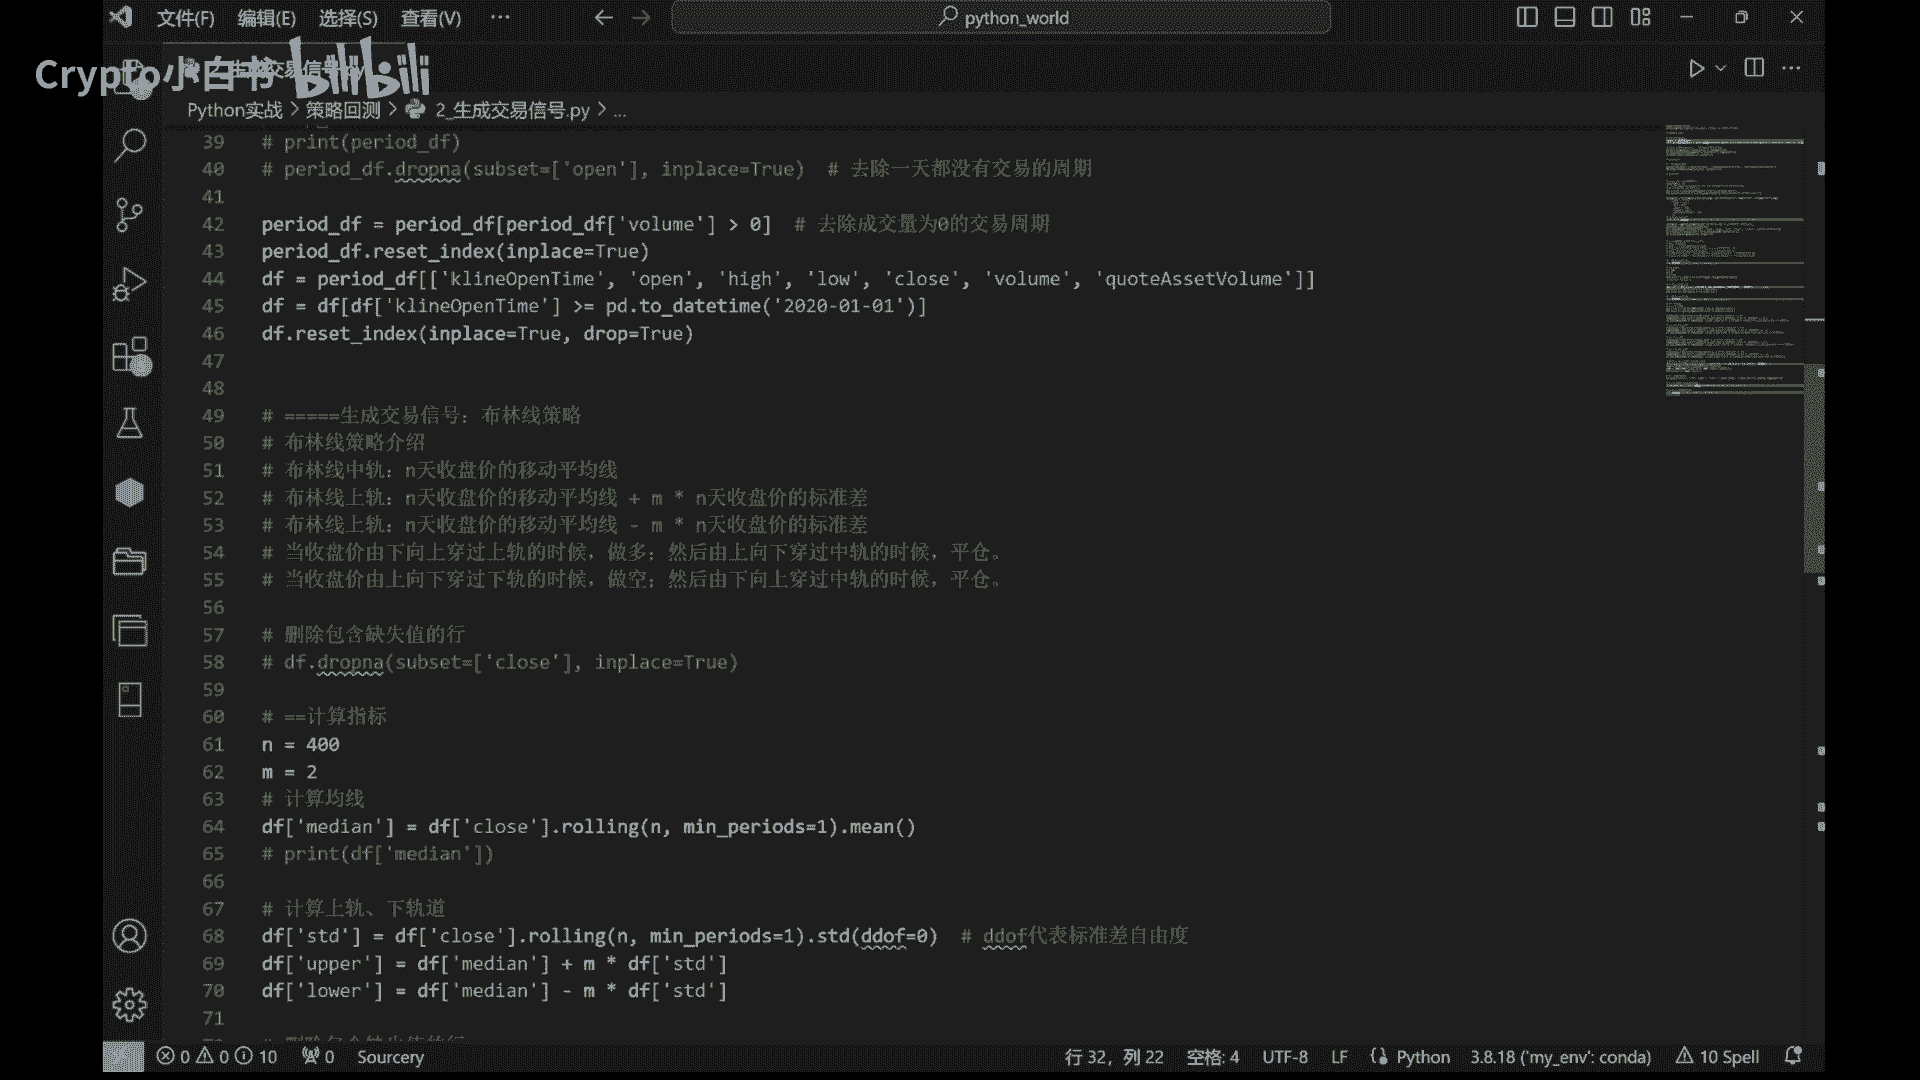 文件(F) 编辑(E) 选择(S) 查看(V) ··· python_world
Crypto小白书 bilibili
Python实战 > 策略回测 > 2_生成交易信号.py > ...
39 # print(period_df)
40 # period_df.dropna(subset=['open'], inplace=True)  # 去除一天都没有交易的周期
41
42 period_df = period_df[period_df['volume'] > 0]  # 去除成交量为0的交易周期
43 period_df.reset_index(inplace=True)
44 df = period_df[['klineOpenTime', 'open', 'high', 'low', 'close', 'volume', 'quoteAssetVolume']]
45 df = df[df['klineOpenTime'] >= pd.to_datetime('2020-01-01')]
46 df.reset_index(inplace=True, drop=True)
47
48
49 # =====生成交易信号：布林线策略
50 # 布林线策略介绍
51 # 布林线中轨：n天收盘价的移动平均线
52 # 布林线上轨：n天收盘价的移动平均线 + m * n天收盘价的标准差
53 # 布林线上轨：n天收盘价的移动平均线 - m * n天收盘价的标准差
54 # 当收盘价由下向上穿过上轨的时候，做多；然后由上向下穿过中轨的时候，平仓。
55 # 当收盘价由上向下穿过下轨的时候，做空；然后由下向上穿过中轨的时候，平仓。
56
57 # 删除包含缺失值的行
58 # df.dropna(subset=['close'], inplace=True)
59
60 # ==计算指标
61 n = 400
62 m = 2
63 # 计算均线
64 df['median'] = df['close'].rolling(n, min_periods=1).mean()
65 # print(df['median'])
66
67 # 计算上轨、下轨道
68 df['std'] = df['close'].rolling(n, min_periods=1).std(ddof=0)  # ddof代表标准差自由度
69 df['upper'] = df['median'] + m * df['std']
70 df['lower'] = df['median'] - m * df['std']
71
0 0 10 0 Sourcery 行 32，列 22 空格: 4 UTF-8 LF Python 3.8.18 ('my_env': conda) 10 Spell